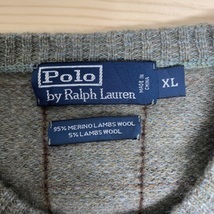 Polo
by Ralph Lauren
MADE IN
CHINA
XL
95% MERINO LAMBS WOOL
5% LAMBS WOOL